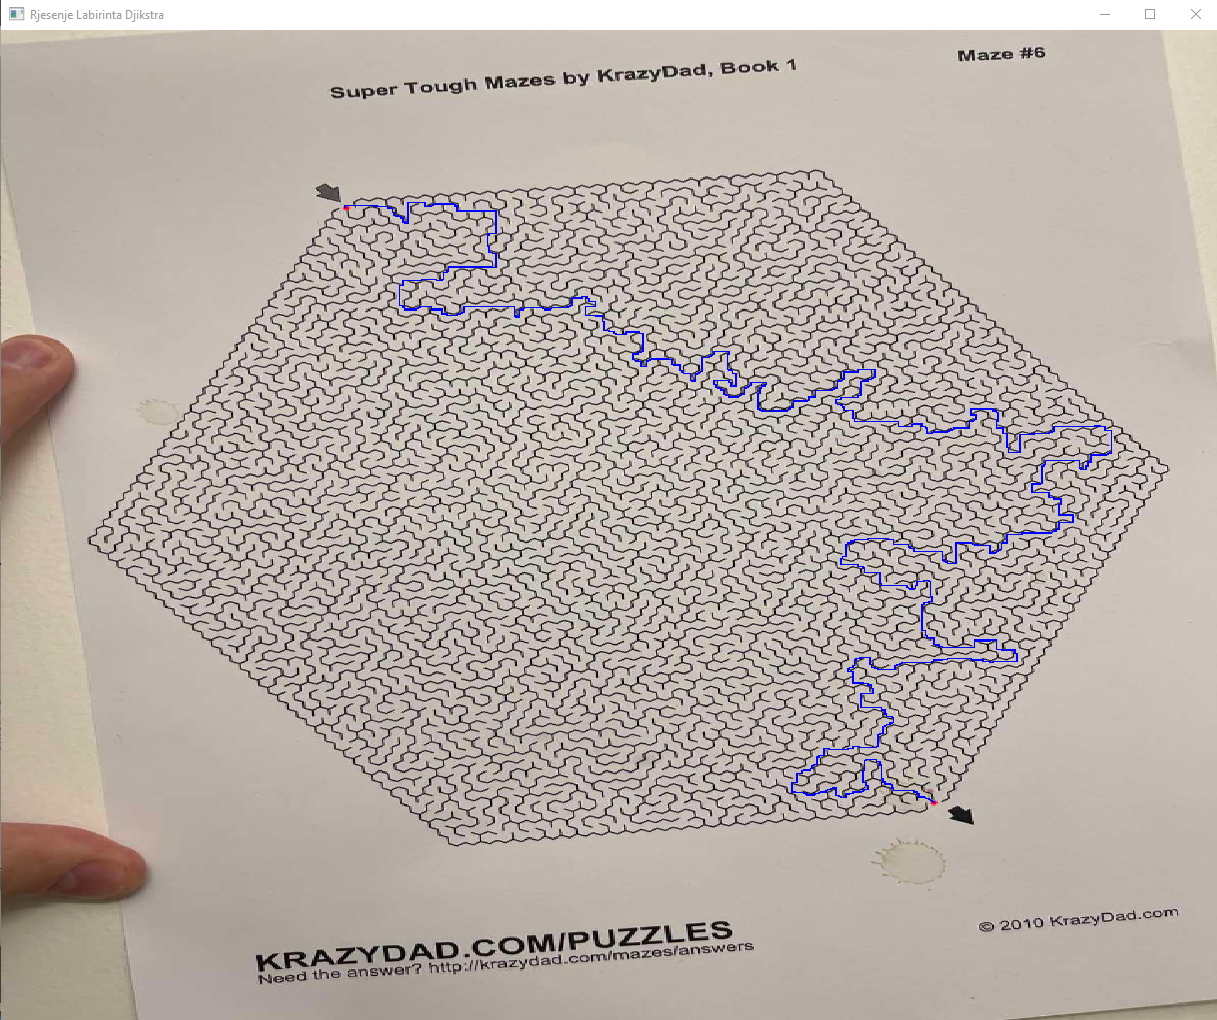 Rjesenje Labirinta Djikstra
Super Tough Mazes by KrazyDad, Book 1
Maze #6
KRAZYDAD.COM/PUZZLES
Need the answer? http://krazydad.com/mazes/answers
© 2010 KrazyDad.com